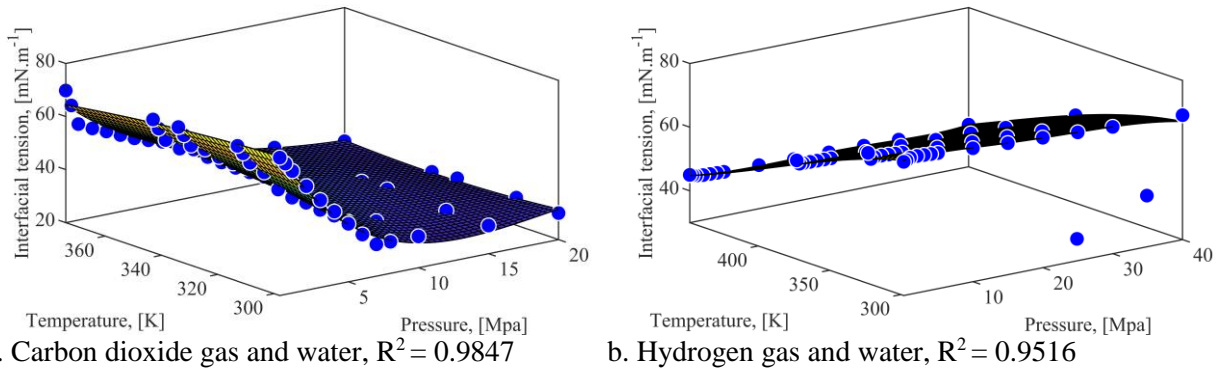 80
60
40
20
360
340
320
300
5
10
15
20
Interfacial tension, [mN.m-1]
Temperature, [K]
Pressure, [Mpa]
. Carbon dioxide gas and water, R² = 0.9847
80
60
40
400
350
300
10
20
30
40
Interfacial tension, [mN.m-1]
Temperature, [K]
Pressure, [Mpa]
b. Hydrogen gas and water, R² = 0.9516